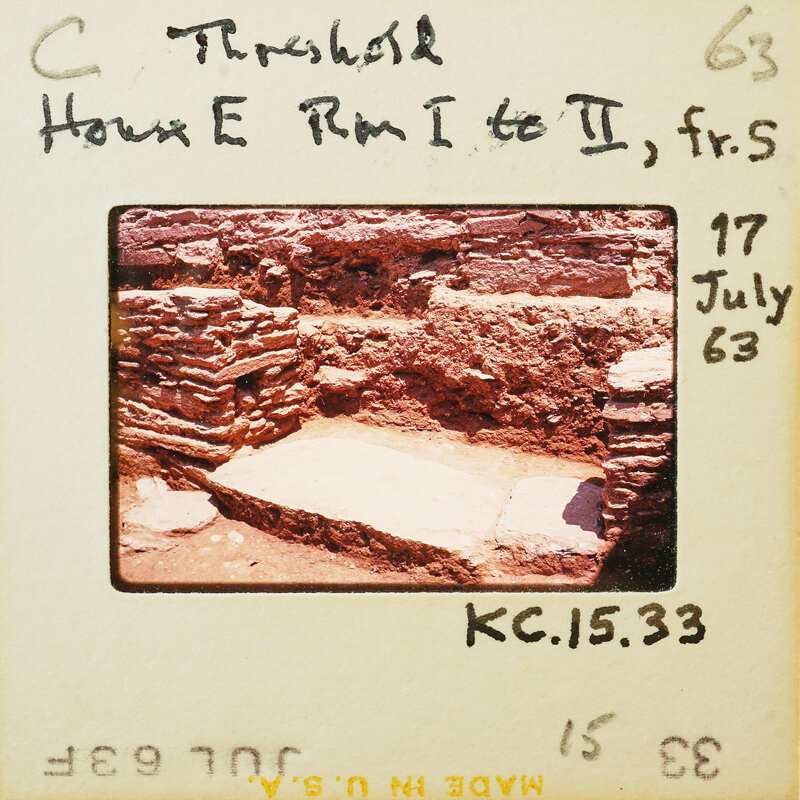 C Threshold 63
House E Rm I to II, fr. S
17
July
63
KC.15.33
15 33
JUL 63F
MADE IN U.S.A.